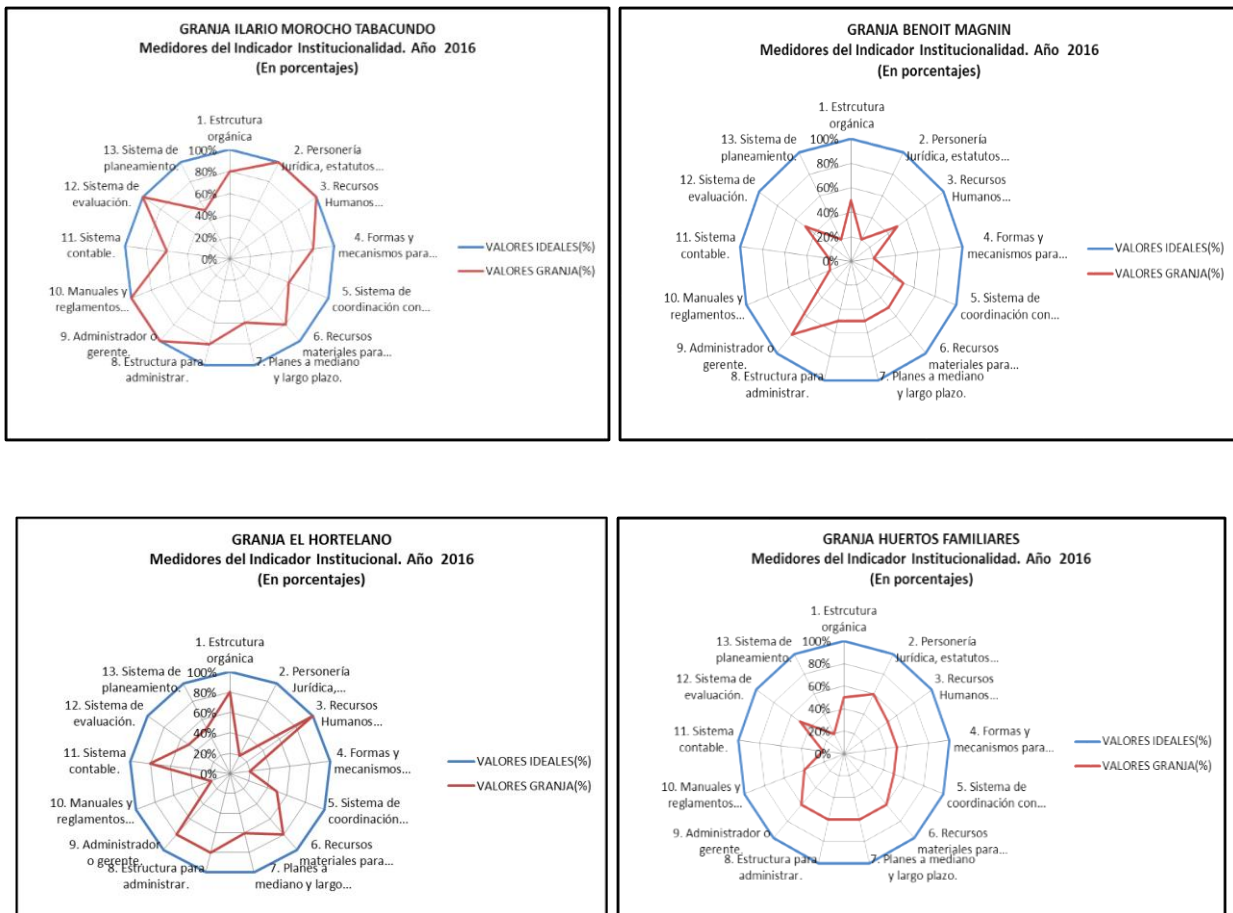 GRANJA ILARIO MOROCHO TABACUNDO
Medidores del Indicador Institucionalidad. Año 2016
(En porcentajes)
1. Estrcutura
orgánica
2. Personería
Jurídica, estatutos...
3. Recursos
Humanos...
4. Formas y
mecanismos para...
5. Sistema de
coordinación con...
6. Recursos
materiales para...
7. Planes a mediano
y largo plazo.
8. Estructura para
administrar.
9. Administrador o
gerente.
10. Manuales y
reglamentos...
11. Sistema
contable.
12. Sistema de
evaluación.
13. Sistema de
planeamiento.
100%
80%
60%
40%
20%
0%
VALORES IDEALES(%)
VALORES GRANJA(%)
GRANJA BENOIT MAGNIN
Medidores del Indicador Institucionalidad. Año 2016
(En porcentajes)
1. Estrcutura
orgánica
2. Personería
Jurídica, estatutos...
3. Recursos
Humanos...
4. Formas y
mecanismos para...
5. Sistema de
coordinación con...
6. Recursos
materiales para...
7. Planes a mediano
y largo plazo.
8. Estructura para
administrar.
9. Administrador o
gerente.
10. Manuales y
reglamentos...
11. Sistema
contable.
12. Sistema de
evaluación.
13. Sistema de
planeamiento.
100%
80%
60%
40%
20%
0%
VALORES IDEALES(%)
VALORES GRANJA(%)
GRANJA EL HORTELANO
Medidores del Indicador Institucional. Año 2016
(En porcentajes)
1. Estrcutura
orgánica
2. Personería
Jurídica,...
3. Recursos
Humanos...
4. Formas y
mecanismos...
5. Sistema de
coordinación...
6. Recursos
materiales para...
7. Planes a
mediano y largo...
8. Estructura para
administrar.
9. Administrador
o gerente.
10. Manuales y
reglamentos...
11. Sistema
contable.
12. Sistema de
evaluación.
13. Sistema de
planeamiento.
100%
80%
60%
40%
20%
0%
VALORES IDEALES(%)
VALORES GRANJA(%)
GRANJA HUERTOS FAMILIARES
Medidores del Indicador Institucionalidad. Año 2016
(En porcentajes)
1. Estrcutura
orgánica
2. Personería
Jurídica, estatutos...
3. Recursos
Humanos...
4. Formas y
mecanismos para...
5. Sistema de
coordinación con...
6. Recursos
materiales para...
7. Planes a mediano
y largo plazo.
8. Estructura para
administrar.
9. Administrador o
gerente.
10. Manuales y
reglamentos...
11. Sistema
contable.
12. Sistema de
evaluación.
13. Sistema de
planeamiento.
100%
80%
60%
40%
20%
0%
VALORES IDEALES(%)
VALORES GRANJA(%)